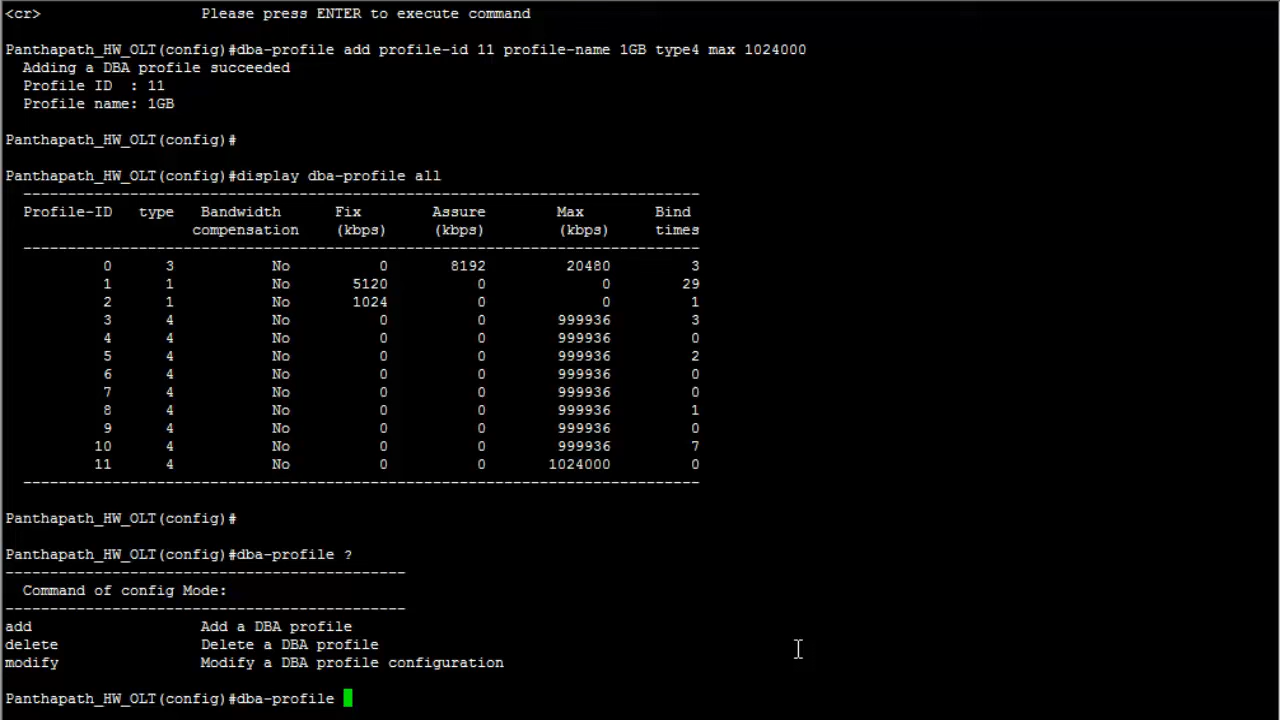 <cr>                  Please press ENTER to execute command
Panthapath_HW_OLT(config)#dba-profile add profile-id 11 profile-name 1GB type4 max 1024000
  Adding a DBA profile succeeded
  Profile ID  : 11
  Profile name: 1GB
Panthapath_HW_OLT(config)#
Panthapath_HW_OLT(config)#display dba-profile all
  ----------------------------------------------------------------------------
  Profile-ID   type   Bandwidth      Fix        Assure        Max        Bind
                     compensation    (kbps)     (kbps)        (kbps)     times
  ----------------------------------------------------------------------------
           0      3           No          0       8192        20480         3
           1      1           No       5120          0            0        29
           2      1           No       1024          0            0         1
           3      4           No          0          0       999936         3
           4      4           No          0          0       999936         0
           5      4           No          0          0       999936         2
           6      4           No          0          0       999936         0
           7      4           No          0          0       999936         0
           8      4           No          0          0       999936         1
           9      4           No          0          0       999936         0
          10      4           No          0          0       999936         7
          11      4           No          0          0      1024000         0
  ----------------------------------------------------------------------------
Panthapath_HW_OLT(config)#
Panthapath_HW_OLT(config)#dba-profile ?
---------------------------------------------
  Command of config Mode:
---------------------------------------------
add                   Add a DBA profile
delete                Delete a DBA profile
modify                Modify a DBA profile configuration
Panthapath_HW_OLT(config)#dba-profile